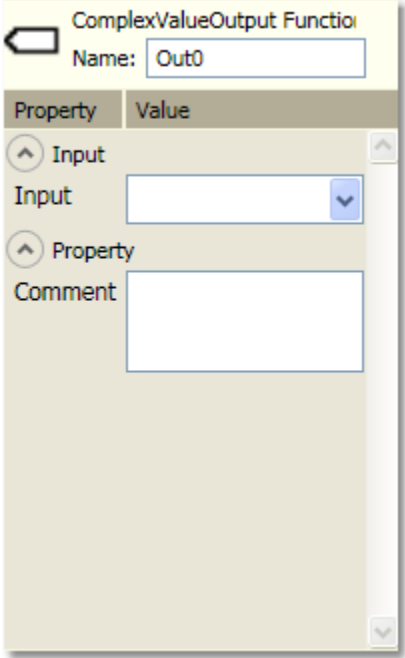 ComplexValueOutput Functio
Name: Out0
Property Value
Input
Input
Property
Comment